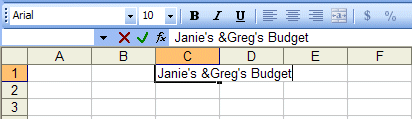 Arial 10 B I U $ %
fx Janie's &Greg's Budget
A B C D E F
1 Janie's &Greg's Budget
2
3